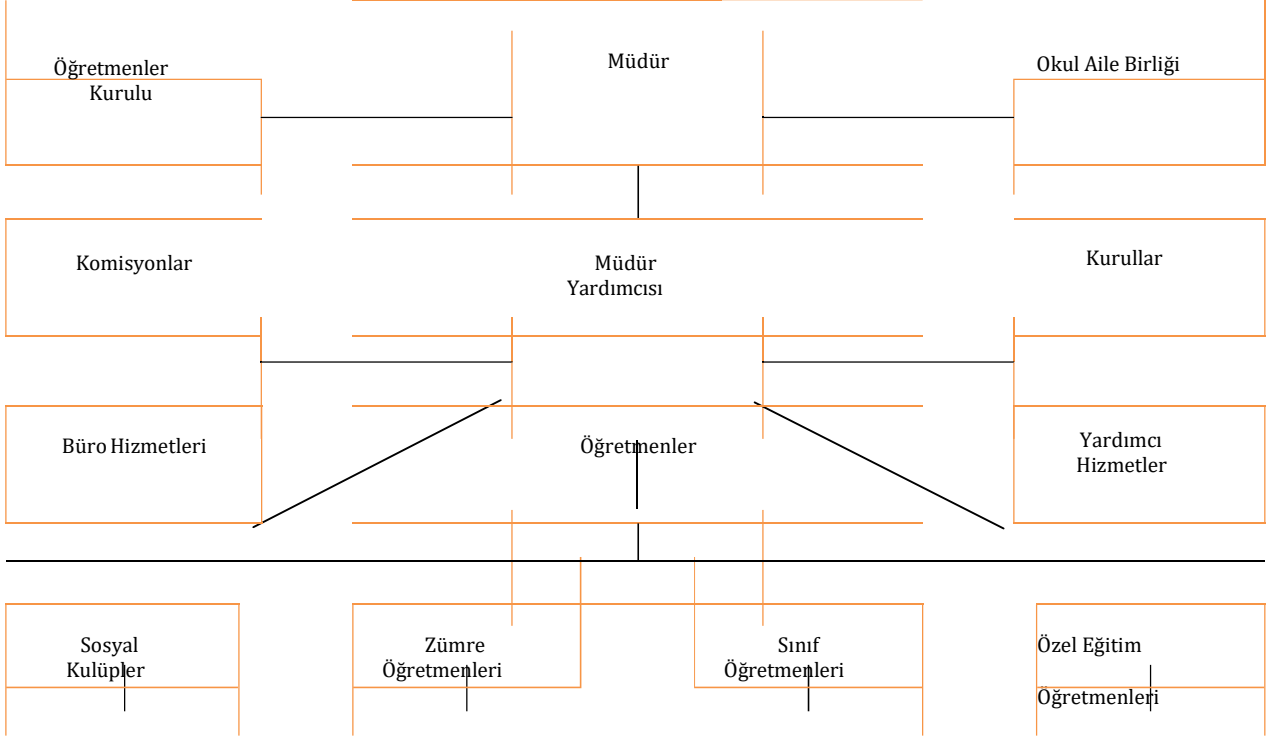 Öğretmenler
Kurulu
Müdür
Okul Aile Birliği
Komisyonlar
Müdür
Yardımcısı
Kurullar
Büro Hizmetleri
Öğretmenler
Yardımcı
Hizmetler
Sosyal
Kulüpler
Zümre
Öğretmenleri
Sınıf
Öğretmenleri
Özel Eğitim
Öğretmenleri